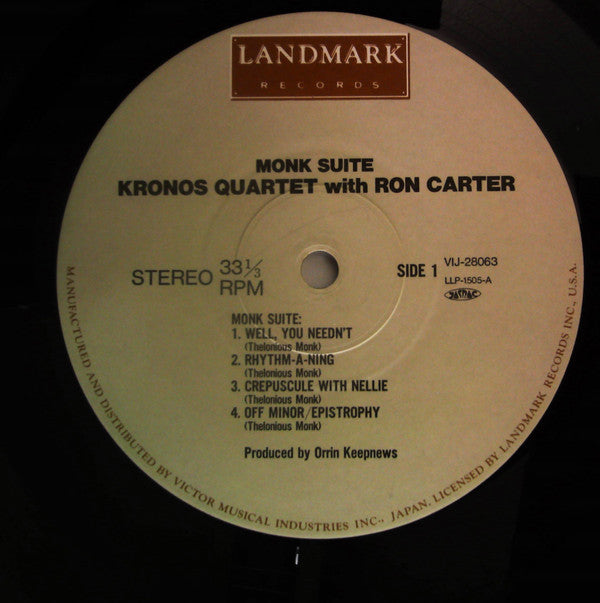 LANDMARK
RECORDS
MONK SUITE
KRONOS QUARTET with RON CARTER
STEREO 33 1/3 RPM
SIDE 1
VIJ-28063
LLP-1505-A
JASRAC
MONK SUITE:
1. WELL, YOU NEEDN'T
(Thelonious Monk)
2. RHYTHM-A-NING
(Thelonious Monk)
3. CREPUSCULE WITH NELLIE
(Thelonious Monk)
4. OFF MINOR/EPISTROPHY
(Thelonious Monk)
Produced by Orrin Keepnews
MANUFACTURED AND DISTRIBUTED BY VICTOR MUSICAL INDUSTRIES INC., JAPAN. LICENSED BY LANDMARK RECORDS INC., U.S.A.